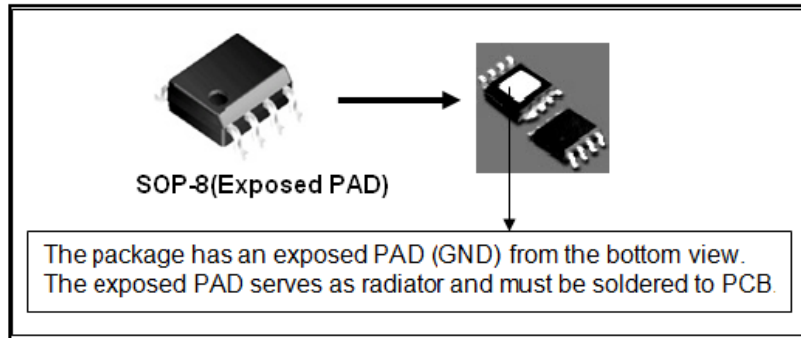 SOP-8(Exposed PAD)
The package has an exposed PAD (GND) from the bottom view.
The exposed PAD serves as radiator and must be soldered to PCB.